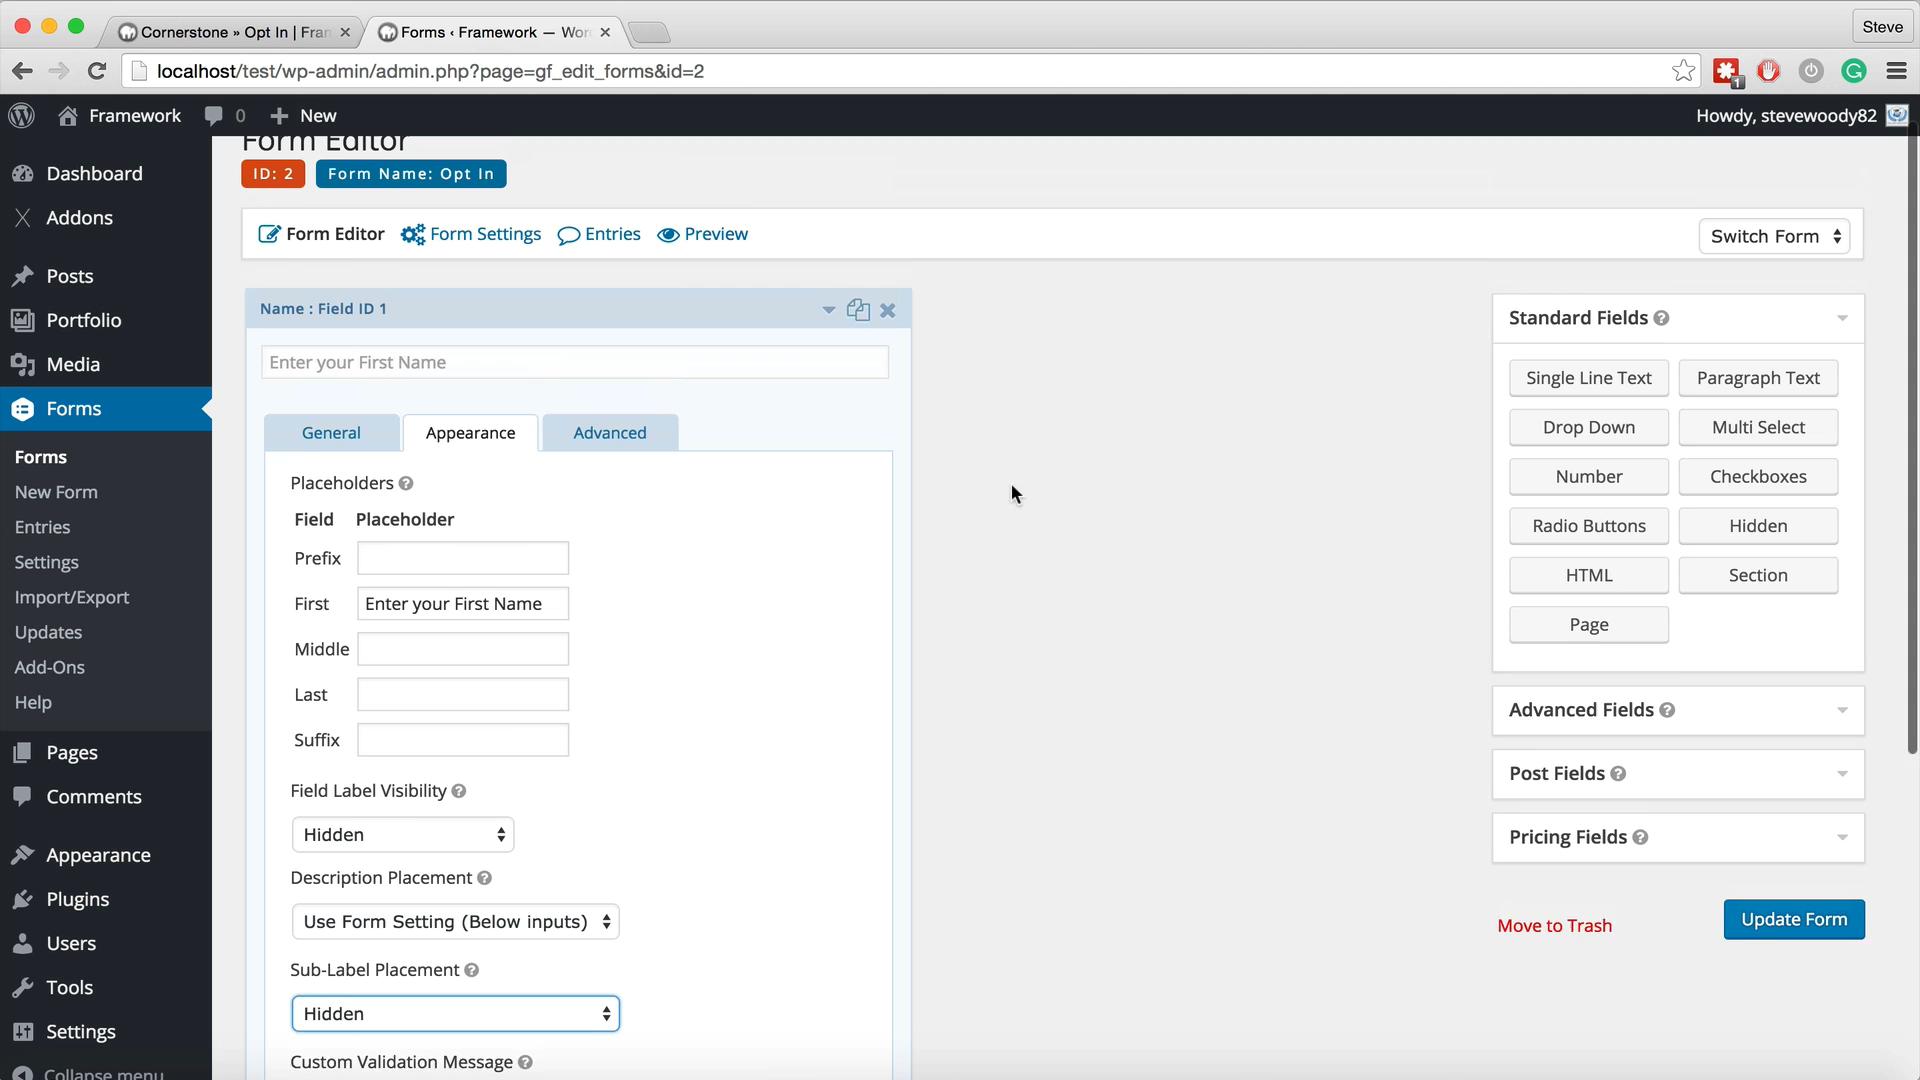 Cornerstone » Opt In | Fran
Forms ‹ Framework — Wor
Steve
localhost/test/wp-admin/admin.php?page=gf_edit_forms&id=2
1
Framework
0
New
Howdy, stevewoody82
Form Editor
ID: 2
Form Name: Opt In
Form Editor
Form Settings
Entries
Preview
Switch Form
Dashboard
Addons
Posts
Portfolio
Media
Forms
Forms
New Form
Entries
Settings
Import/Export
Updates
Add-Ons
Help
Pages
Comments
Appearance
Plugins
Users
Tools
Settings
Collapse menu
Name : Field ID 1
Enter your First Name
General
Appearance
Advanced
Placeholders
Field Placeholder
Prefix
First Enter your First Name
Middle
Last
Suffix
Field Label Visibility
Hidden
Description Placement
Use Form Setting (Below inputs)
Sub-Label Placement
Hidden
Custom Validation Message
Standard Fields
Single Line Text
Paragraph Text
Drop Down
Multi Select
Number
Checkboxes
Radio Buttons
Hidden
HTML
Section
Page
Advanced Fields
Post Fields
Pricing Fields
Move to Trash
Update Form